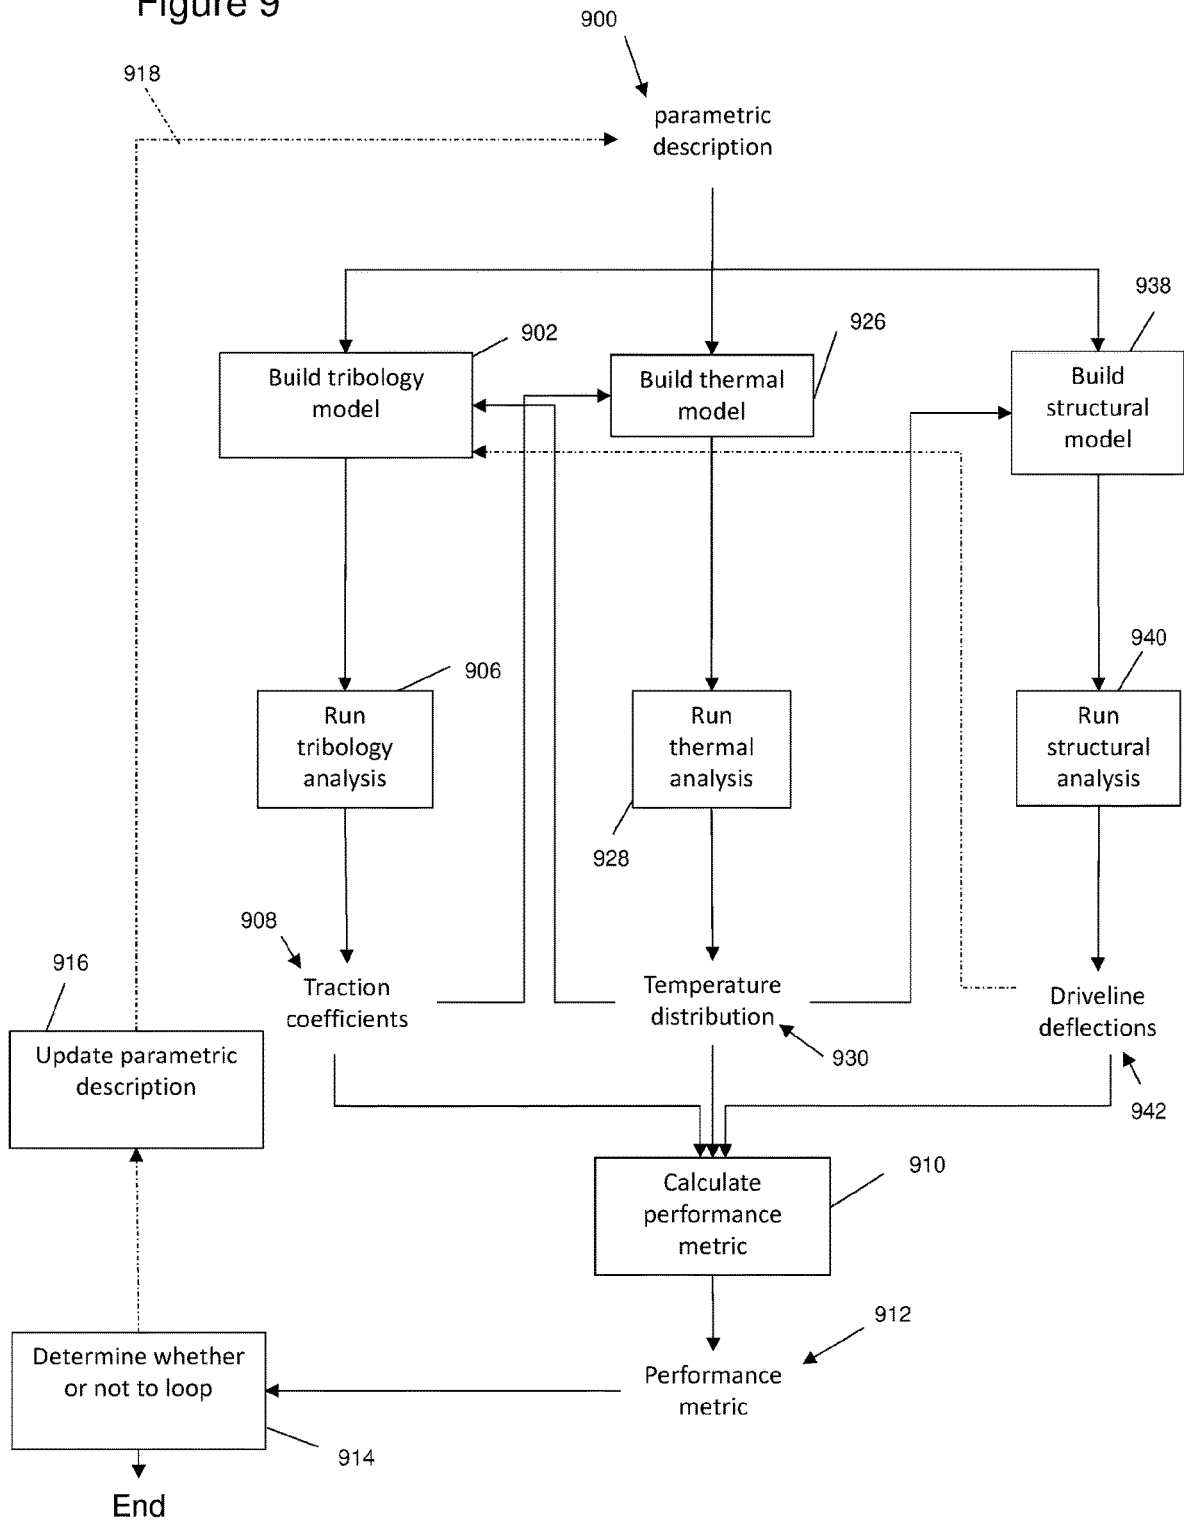 Figure 9
900
918
parametric
description
938
926
902
Build tribology
model
Build thermal
model
Build
structural
model
940
906
Run
tribology
analysis
Run
thermal
analysis
Run
structural
analysis
928
908
916
Traction
coefficients
Temperature
distribution
Driveline
deflections
930
942
Update parametric
description
910
Calculate
performance
metric
912
Determine whether
or not to loop
Performance
metric
914
End